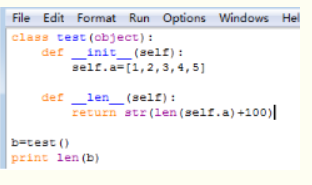 File Edit Format Run Options Windows Hel
class test(object):
    def __init__(self):
        self.a=[1,2,3,4,5]
    def __len__(self):
        return str(len(self.a)+100)
b=test()
print len(b)